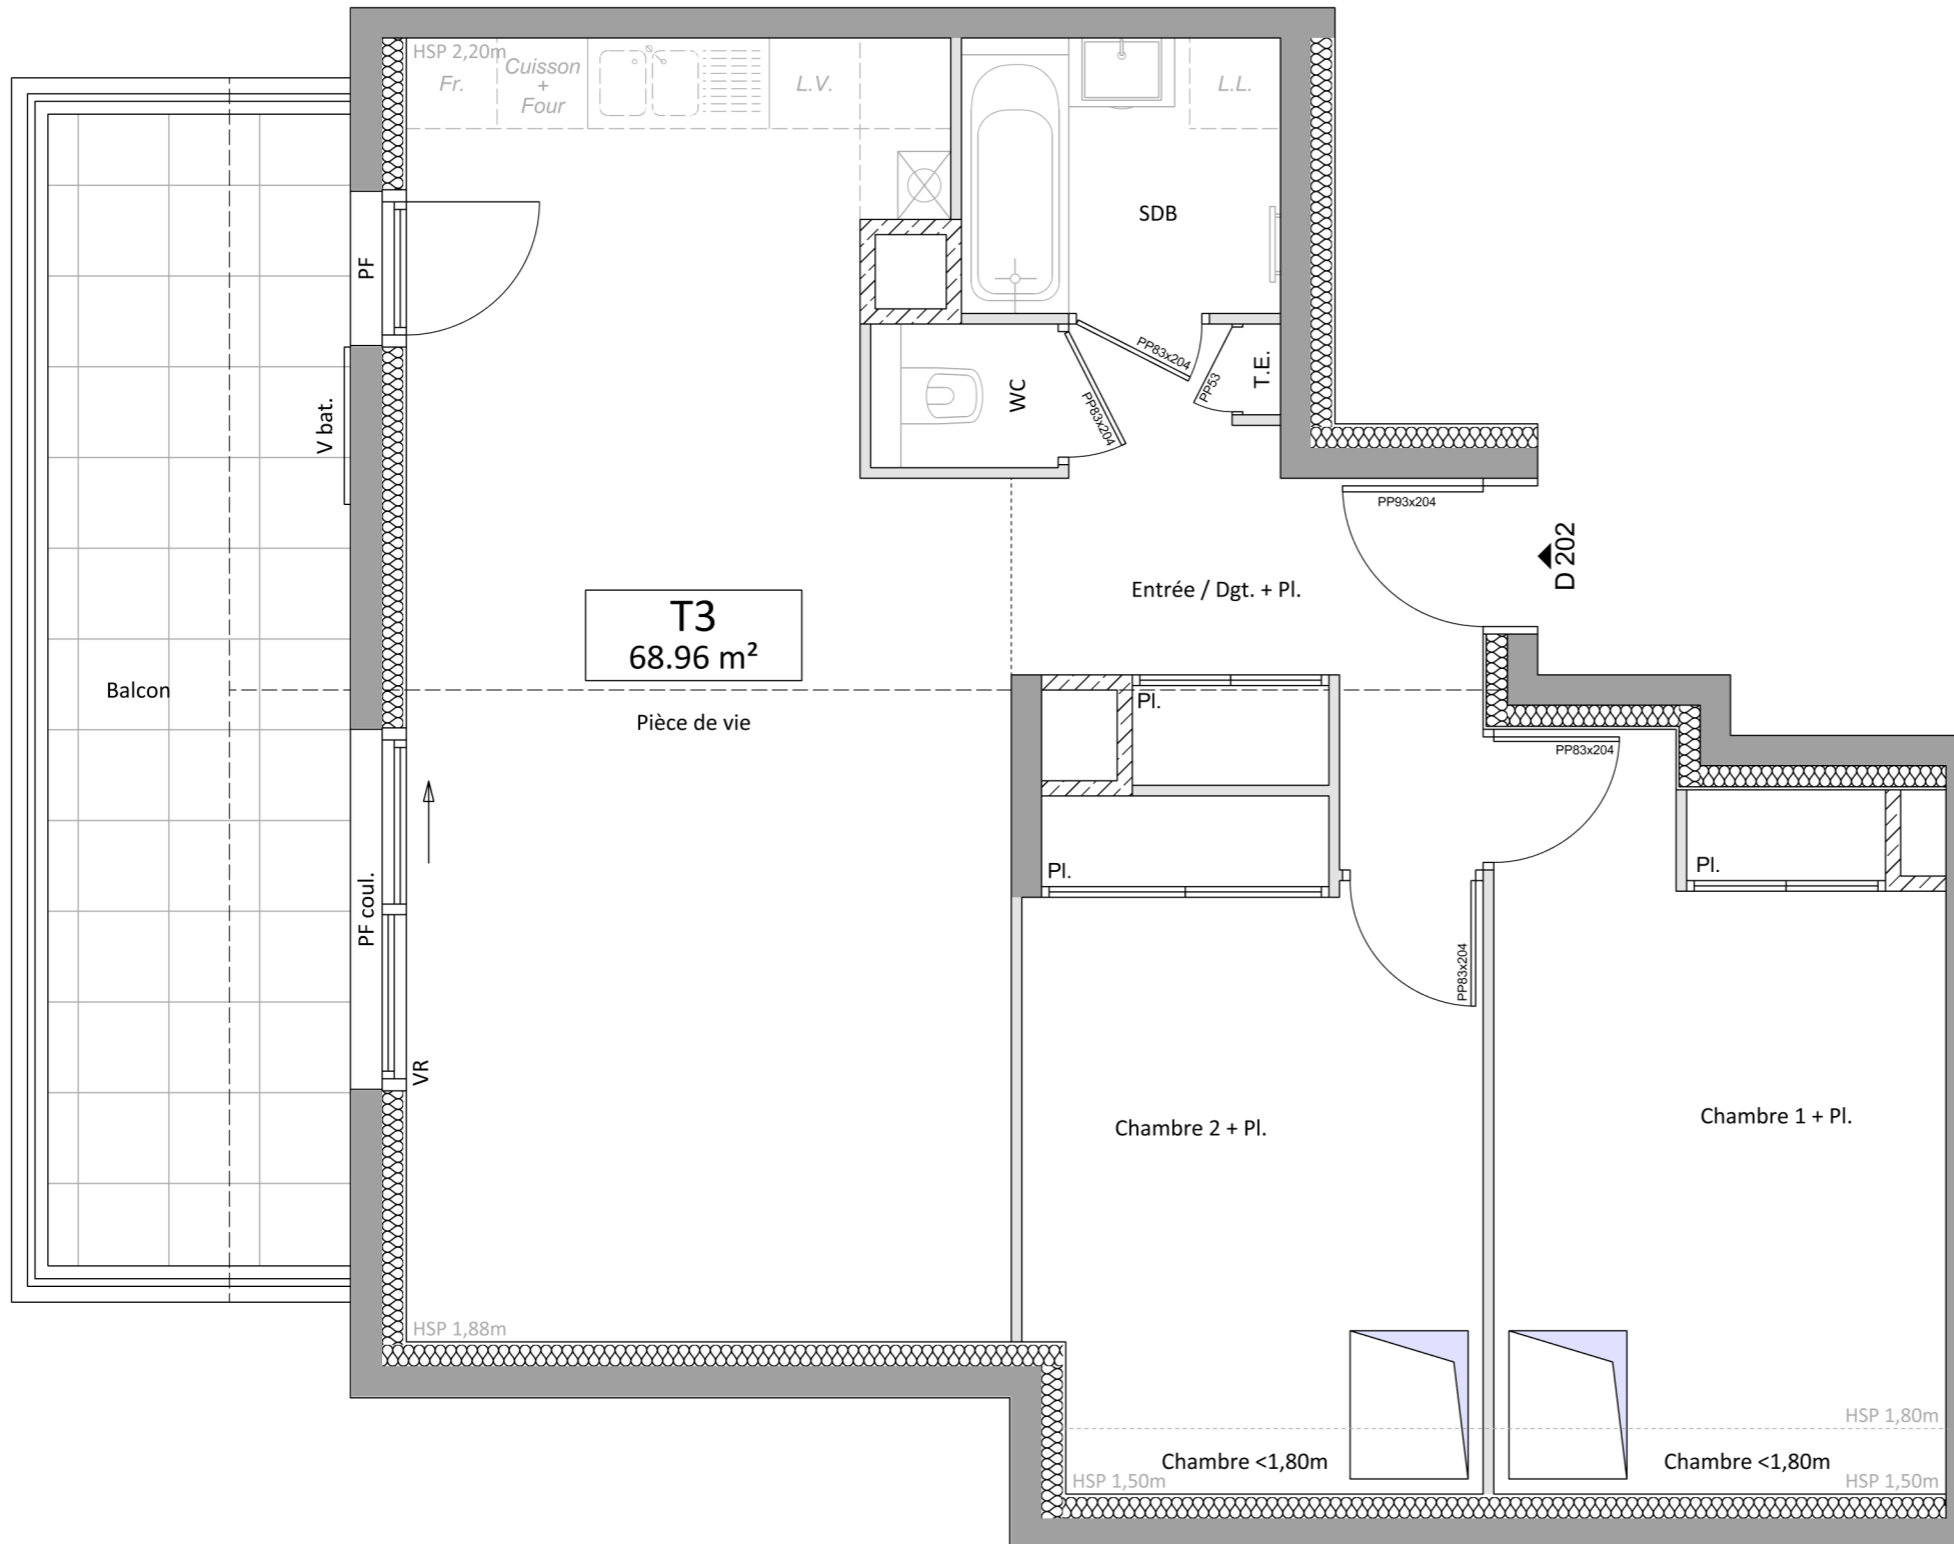 HSP 2,20m
Fr.
Cuisson
+
Four
L.V.
L.L.
SDB
PF
PP83x204
PP53
T.E.
WC
PP83x204
V bat.
PP93x204
D 202
Entrée / Dgt. + Pl.
T3
68.96 m²
Balcon
Pièce de vie
Pl.
PP83x204
Pl.
Pl.
PF coul.
PP83x204
VR
Chambre 2 + Pl.
Chambre 1 + Pl.
HSP 1,88m
HSP 1,80m
Chambre <1,80m
Chambre <1,80m
HSP 1,50m
HSP 1,50m